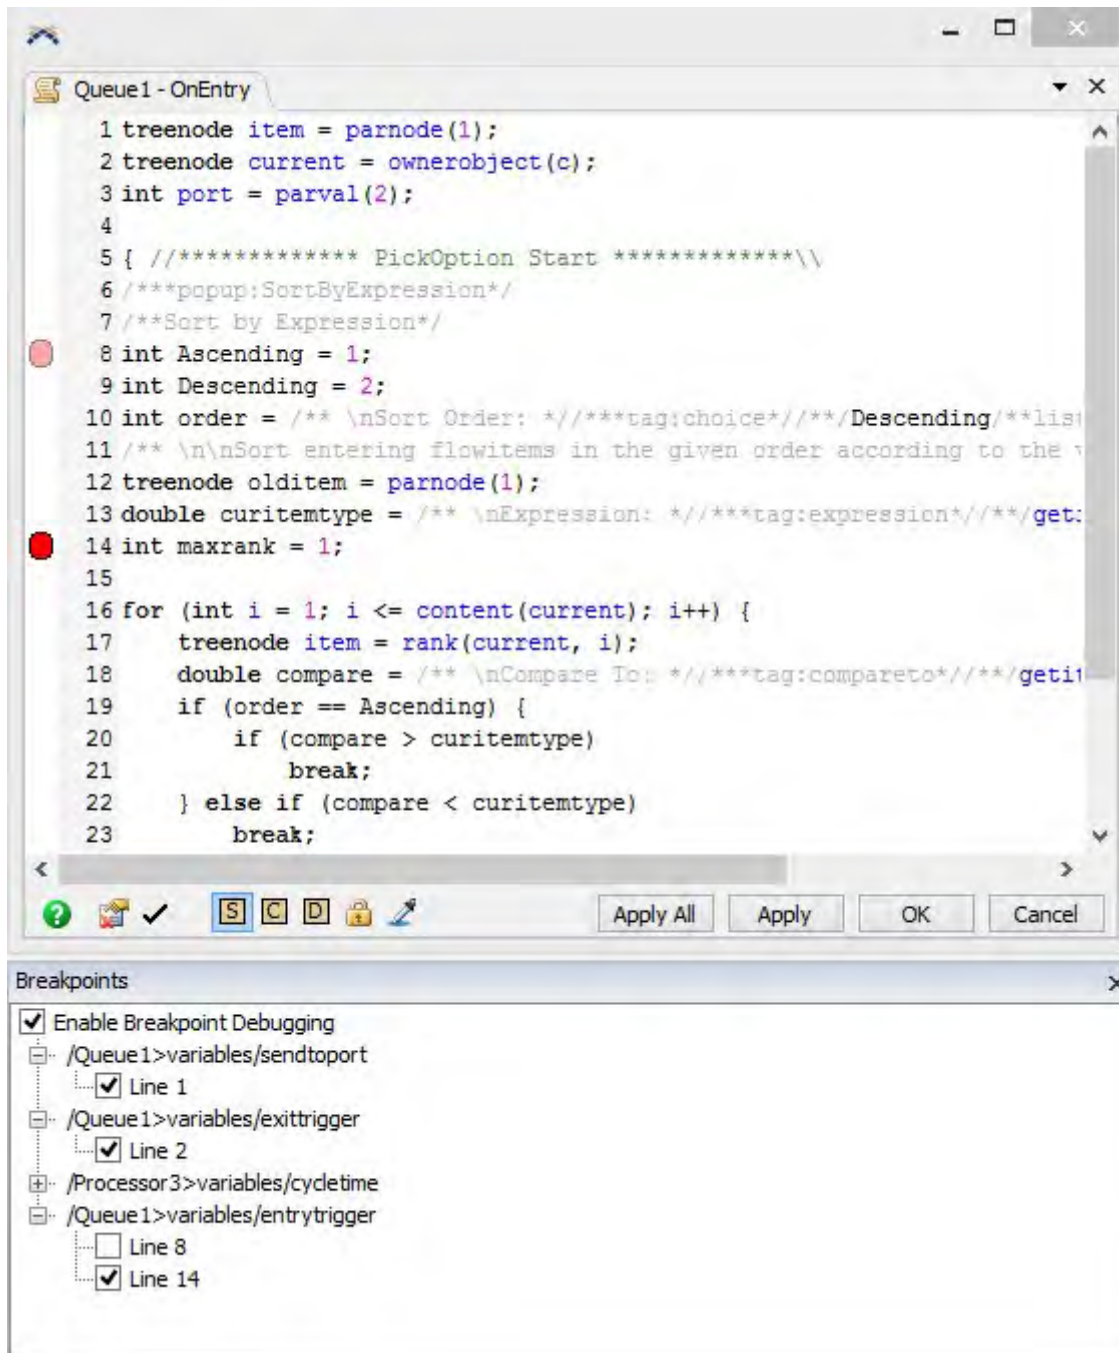 Queue1 - OnEntry
1 treenode item = parnode(1);
2 treenode current = ownerobject(c);
3 int port = parval(2);
4
5 { //************* PickOption Start *************\\
6 /***popup:SortByExpression*/
7 /**Sort by Expression*/
8 int Ascending = 1;
9 int Descending = 2;
10 int order = /** \nSort Order: *//***tag:choice*//**/Descending/**lis
11 /** \n\nSort entering flowitems in the given order according to the
12 treenode olditem = parnode(1);
13 double curitemtype = /** \nExpression: *//***tag:expression*//**/get
14 int maxrank = 1;
15
16 for (int i = 1; i <= content(current); i++) {
17 treenode item = rank(current, i);
18 double compare = /** \nCompare To: *//***tag:compareto*//**/getit
19 if (order == Ascending) {
20 if (compare > curitemtype)
21 break;
22 } else if (compare < curitemtype)
23 break;
S C D Apply All Apply OK Cancel
Breakpoints
Enable Breakpoint Debugging
/Queue1>variables/sendtoport
Line 1
/Queue1>variables/exittrigger
Line 2
/Processor3>variables/cycletime
/Queue1>variables/entrytrigger
Line 8
Line 14